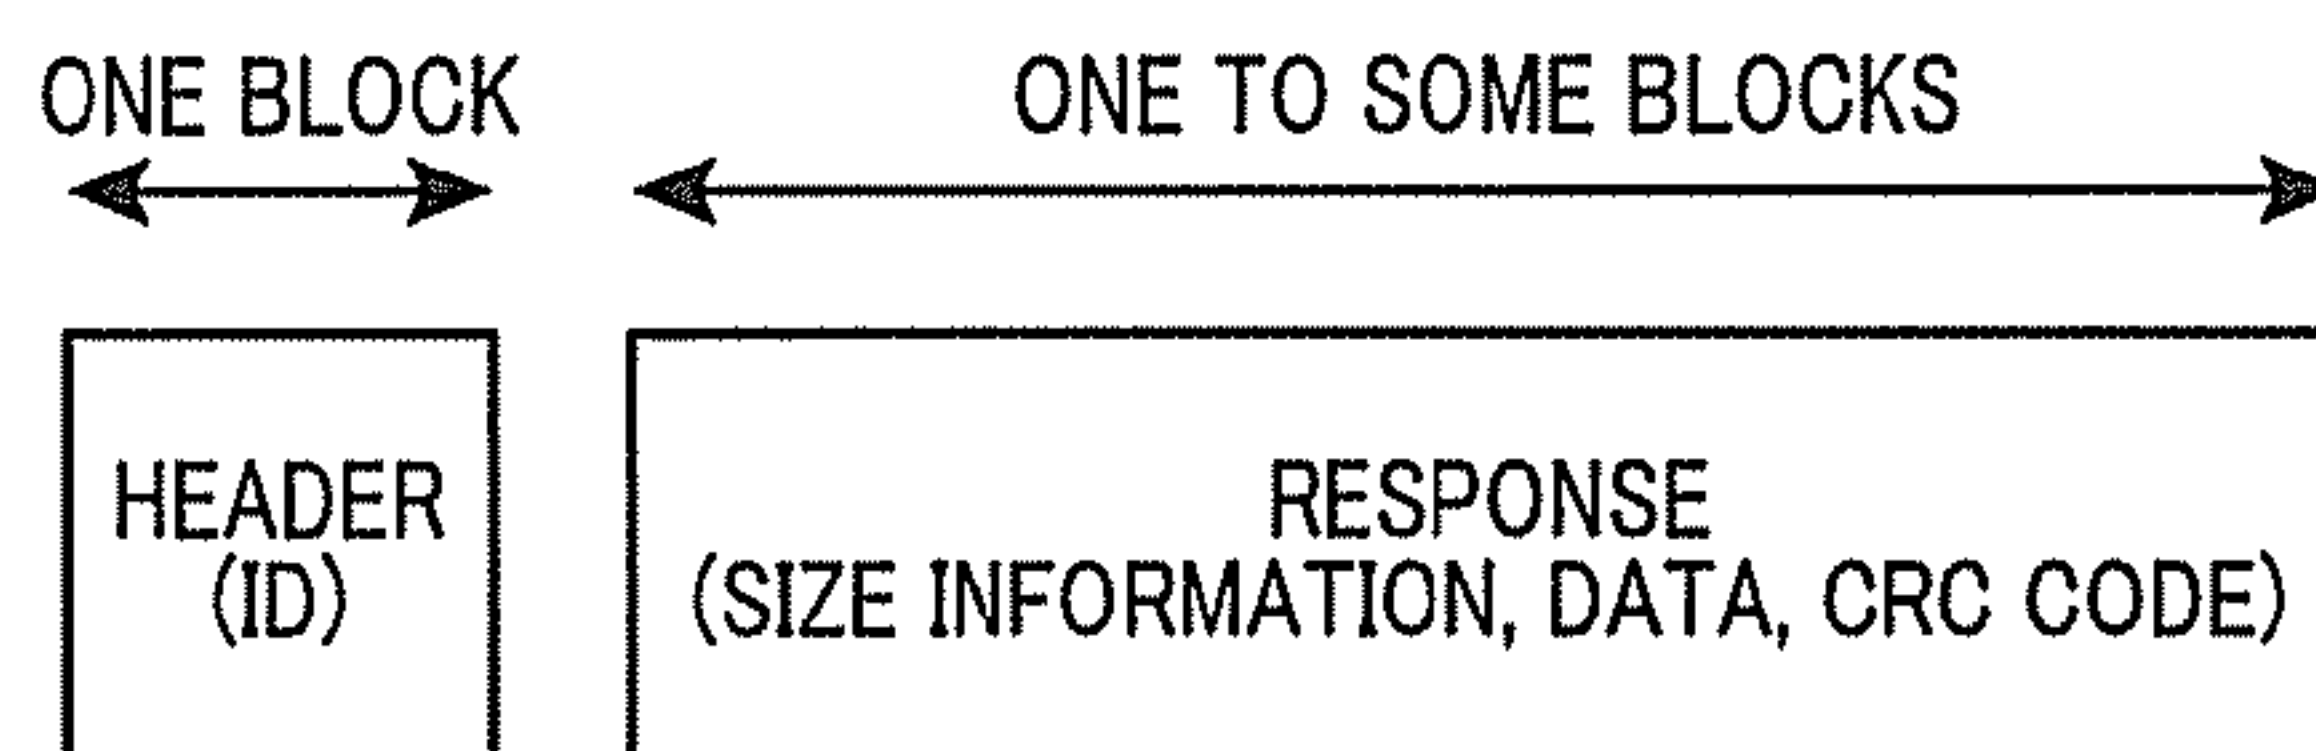 ONE BLOCK
ONE TO SOME BLOCKS
HEADER
(ID)
RESPONSE
(SIZE INFORMATION, DATA, CRC CODE)